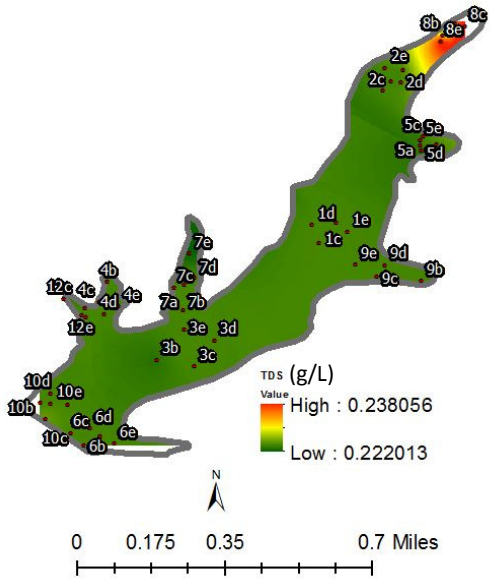 8b 8c
8e
2e
2c 2d
5c 5e
5a 5d
1d 1e
1c
9e 9d
9c 9b
7e
7d
7c
7a 7b
4b
12c 4c 4e
4d
12e
3e 3d
3b 3c
10d
10e
10b
10c 6c 6d
6e
6b
TDS (g/L)
Value
High : 0.238056
Low : 0.222013
N
0 0.175 0.35 0.7 Miles